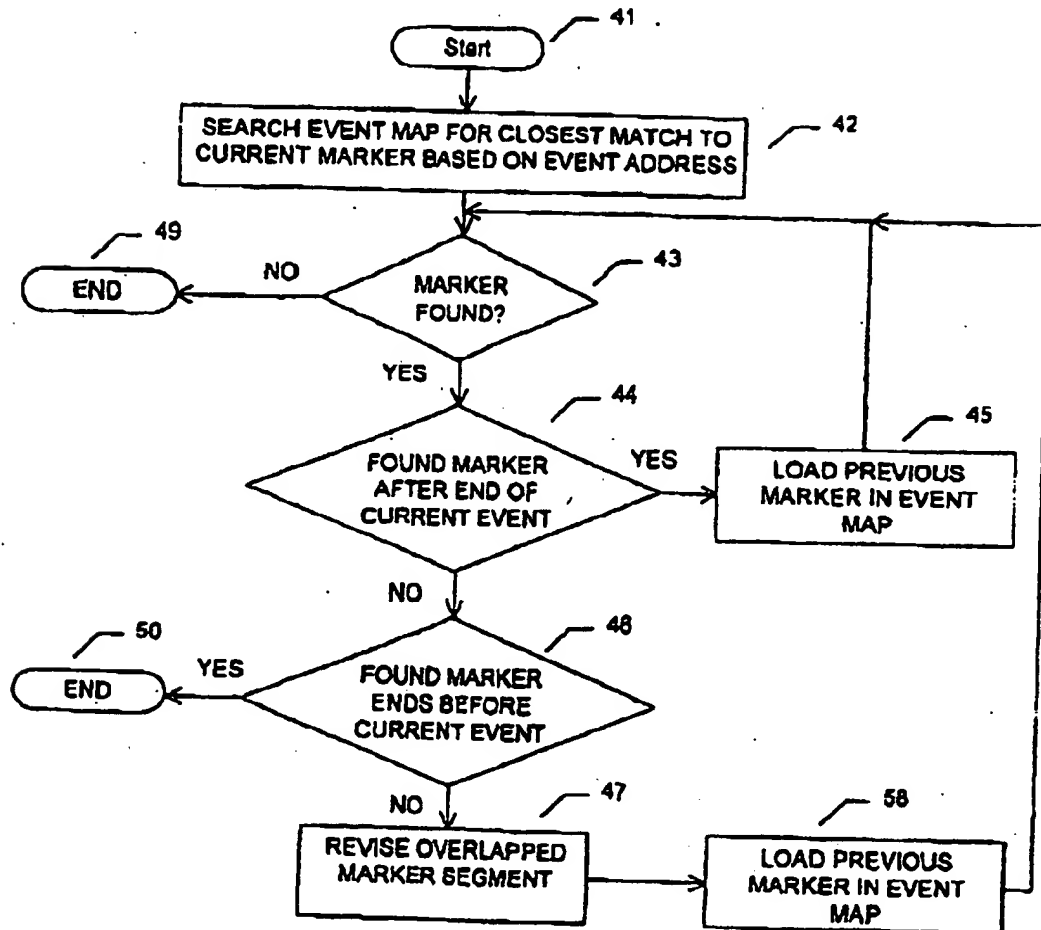 41
Start
42
SEARCH EVENT MAP FOR CLOSEST MATCH TO
CURRENT MARKER BASED ON EVENT ADDRESS
49
END
NO
43
MARKER
FOUND?
YES
44
FOUND MARKER
AFTER END OF
CURRENT EVENT
YES
45
LOAD PREVIOUS
MARKER IN EVENT
MAP
NO
50
END
YES
46
FOUND MARKER
ENDS BEFORE
CURRENT EVENT
NO
47
REVISE OVERLAPPED
MARKER SEGMENT
58
LOAD PREVIOUS
MARKER IN EVENT
MAP